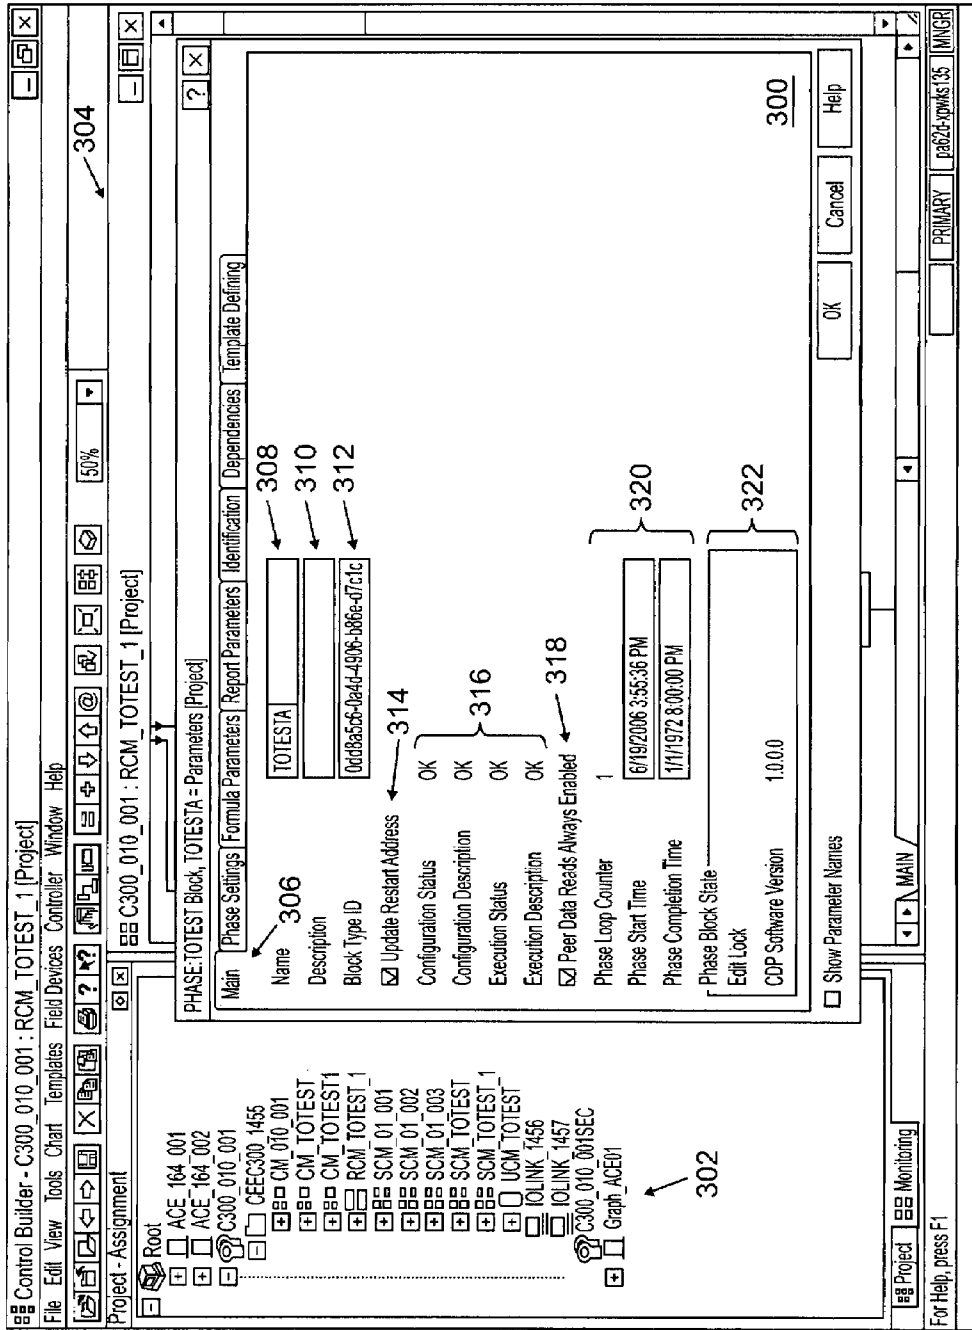 Control Builder - C300_010_001 : RCM_TOTEST_1 [Project]
File Edit View Tools Chart Templates Field Devices Controller Window Help
50%
304
Project - Assignment
Root
ACE_164_001
ACE_164_002
C300_010_001
CEEC300_1455
CM_010_001
CM_TOTEST
CM_TOTEST1
RCM_TOTEST_1
SCM_01_001
SCM_01_002
SCM_01_003
SCM_TOTEST
SCM_TOTEST_1
UCM_TOTEST_
IOLINK_1456
IOLINK_1457
C300_010_001SEC
Graph_ACE01
302
Project Monitoring
C300_010_001 : RCM_TOTEST_1 [Project]
PHASE:TOTEST Block, TOTESTA = Parameters [Project]
Main Phase Settings Formula Parameters Report Parameters Identification Dependencies Template Defining
306
Name TOTESTA 308
Description 310
Block Type ID 0dd8a5c6-0a4d-4906-b86e-d7c1c 312
Update Restart Address 314
Configuration Status OK
Configuration Description OK
316
Execution Status OK
Execution Description OK
Peer Data Reads Always Enabled 318
Phase Loop Counter 1
Phase Start Time 6/19/2006 3:55:36 PM 320
Phase Completion Time 1/1/1972 8:00:00 PM
Phase Block State
Edit Lock
322
CDP Software Version 1.0.0.0
300
Show Parameter Names
OK Cancel Help
MAIN
For Help, press F1
PRIMARY pa62d-xpwks135 MNGR